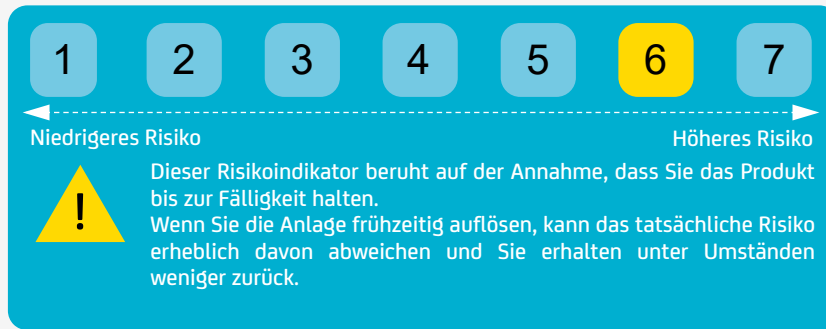 1 2 3 4 5 6 7
Niedrigeres Risiko Höheres Risiko
!
Dieser Risikoindikator beruht auf der Annahme, dass Sie das Produkt
bis zur Fälligkeit halten.
Wenn Sie die Anlage frühzeitig auflösen, kann das tatsächliche Risiko
erheblich davon abweichen und Sie erhalten unter Umständen
weniger zurück.